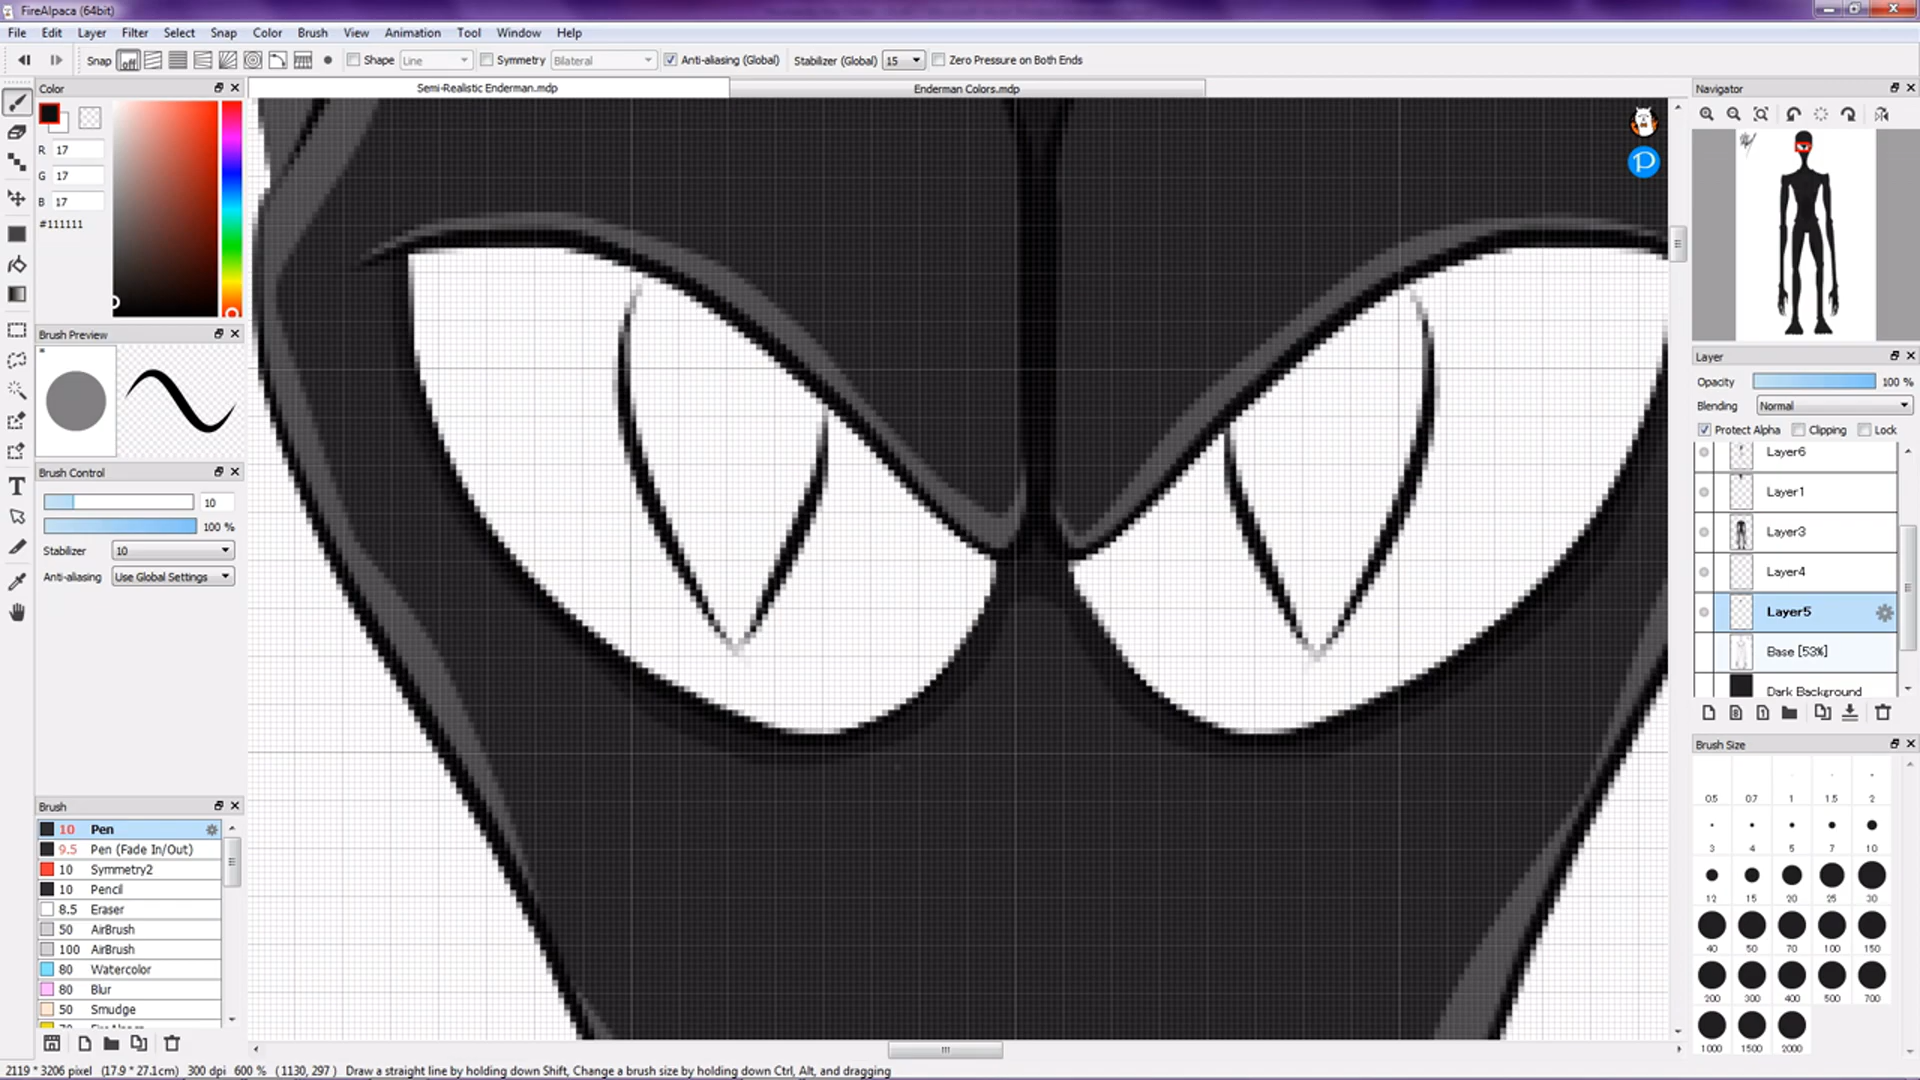 FireAlpaca (64bit)
File Edit Layer Filter Select Snap Color Brush View Animation Tool Window Help
Snap off Shape Line Symmetry Bilateral Anti-aliasing (Global) Stabilizer (Global) 15 Zero Pressure on Both Ends
Color
Semi-Realistic Enderman.mdp
Enderman Colors.mdp
Navigator
R 17
G 17
B 17
#111111
Brush Preview
Brush Control
10
100 %
Stabilizer 10
Anti-aliasing Use Global Settings
Brush
10 Pen
9.5 Pen (Fade In/Out)
10 Symmetry2
10 Pencil
8.5 Eraser
50 AirBrush
100 AirBrush
80 Watercolor
80 Blur
50 Smudge
Layer
Opacity 100 %
Blending Normal
Protect Alpha Clipping Lock
Layer6
Layer1
Layer3
Layer4
Layer5
Base [53%]
Dark Background
Brush Size
0.5 0.7 1 1.5 2
3 4 5 7 10
12 15 20 25 30
40 50 70 100 150
200 300 400 500 700
1000 1500 2000
2119 * 3206 pixel (17.9 * 27.1cm) 300 dpi 600 % ( 1130, 297 ) Draw a straight line by holding down Shift, Change a brush size by holding down Ctrl, Alt, and dragging